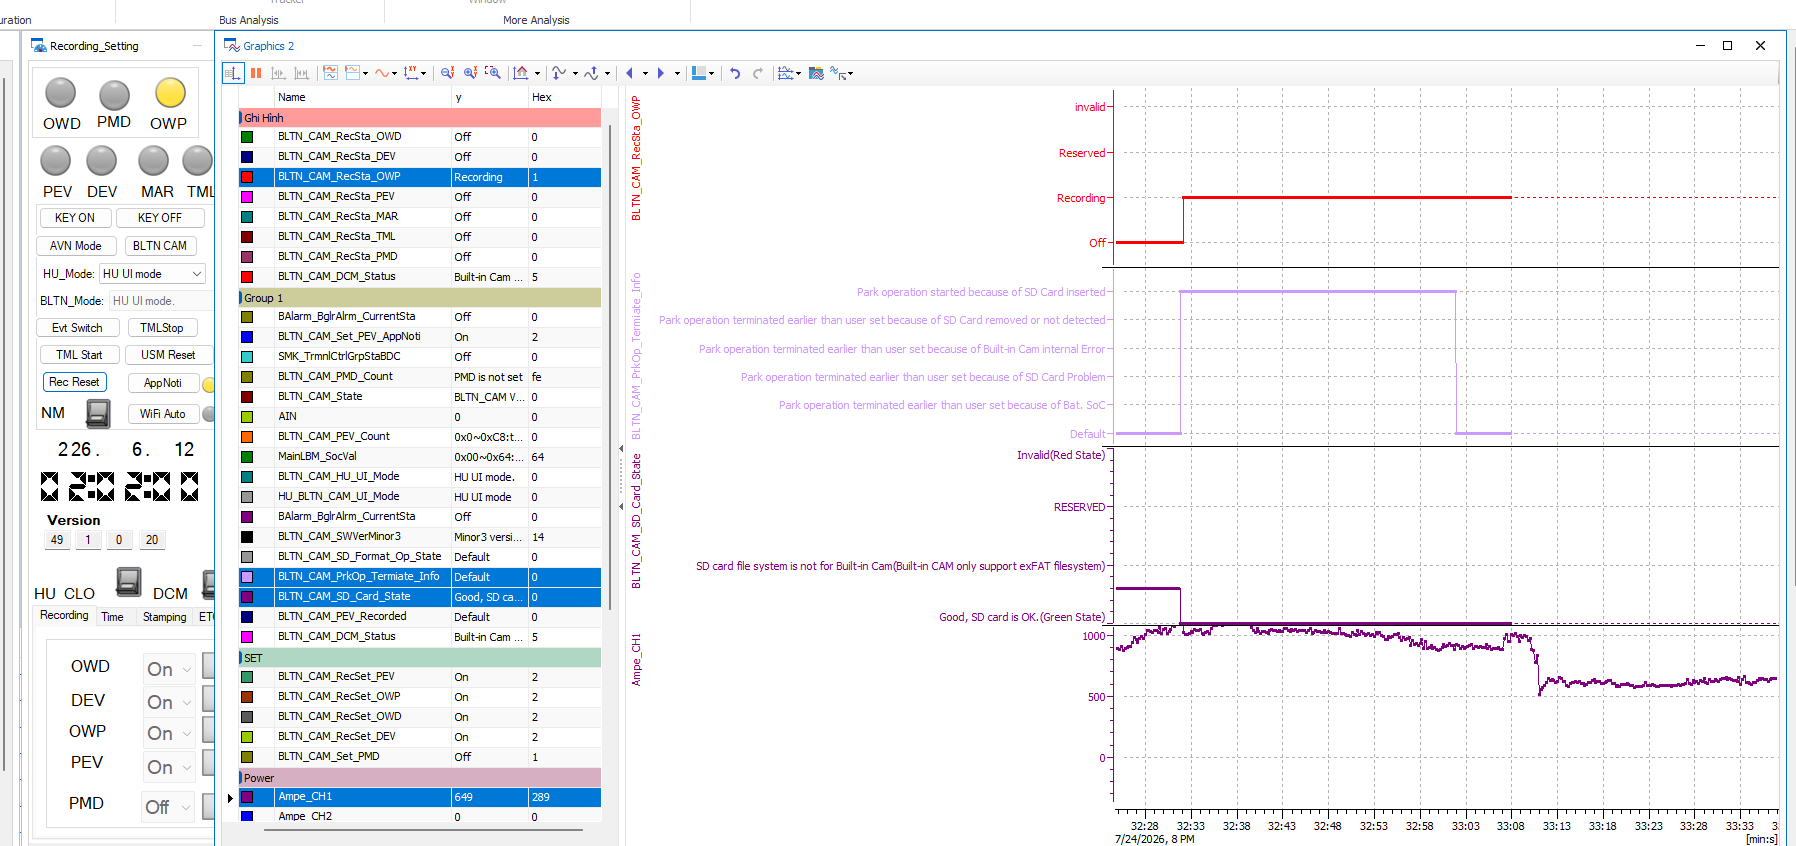 uration
Bus Analysis
More Analysis
Recording_Setting
OWD
PMD
OWP
PEV
DEV
MAR
TML
KEY ON
KEY OFF
AVN Mode
BLTN CAM
HU_Mode:
HU UI mode
BLTN_Mode:
HU UI mode.
Evt Switch
TMLStop
TML Start
USM Reset
Rec Reset
AppNoti
NM
WiFi Auto
226. 6. 12
0 2:0 2:0 0
Version
49 1 0 20
HU CLO
DCM
Recording
Time
Stamping
OWD On
DEV On
OWP On
PEV On
PMD Off
Graphics 2
Name y Hex
Ghi Hình
BLTN_CAM_RecSta_OWD Off 0
BLTN_CAM_RecSta_DEV Off 0
BLTN_CAM_RecSta_OWP Recording 1
BLTN_CAM_RecSta_PEV Off 0
BLTN_CAM_RecSta_MAR Off 0
BLTN_CAM_RecSta_TML Off 0
BLTN_CAM_RecSta_PMD Off 0
BLTN_CAM_DCM_Status Built-in Cam ... 5
Group 1
BAlarm_BglrAlrm_CurrentSta Off 0
BLTN_CAM_Set_PEV_AppNoti On 2
SMK_TrmnlCtrlGrpStaBDC Off 0
BLTN_CAM_PMD_Count PMD is not set fe
BLTN_CAM_State BLTN_CAM V... 0
AIN 0 0
BLTN_CAM_PEV_Count 0x0~0xC8:t... 0
MainLBM_SocVal 0x00~0x64:... 64
BLTN_CAM_HU_UI_Mode HU UI mode. 0
HU_BLTN_CAM_UI_Mode HU UI mode 0
BAlarm_BglrAlrm_CurrentSta Off 0
BLTN_CAM_SWVerMinor3 Minor3 versi... 14
BLTN_CAM_SD_Format_Op_State Default 0
BLTN_CAM_PrkOp_Termiate_Info Default 0
BLTN_CAM_SD_Card_State Good, SD ca... 0
BLTN_CAM_PEV_Recorded Default 0
BLTN_CAM_DCM_Status Built-in Cam ... 5
SET
BLTN_CAM_RecSet_PEV On 2
BLTN_CAM_RecSet_OWP On 2
BLTN_CAM_RecSet_OWD On 2
BLTN_CAM_RecSet_DEV On 2
BLTN_CAM_Set_PMD Off 1
Power
Ampe_CH1 649 289
Ampe_CH2 0 0
BLTN_CAM_RecSta_OWP
invalid
Reserved
Recording
Off
BLTN_CAM_PrkOp_Termiate_Info
Park operation started because of SD Card inserted
Park operation terminated earlier than user set because of SD Card removed or not detected
Park operation terminated earlier than user set because of Built-in Cam internal Error
Park operation terminated earlier than user set because of SD Card Problem
Park operation terminated earlier than user set because of Bat. SoC
Default
BLTN_CAM_SD_Card_State
Invalid(Red State)
RESERVED
SD card file system is not for Built-in Cam(Built-in CAM only support exFAT filesystem)
Good, SD card is OK.(Green State)
Ampe_CH1
1000
500
0
32:28 32:33 32:38 32:43 32:48 32:53 32:58 33:03 33:08 33:13 33:18 33:23 33:28 33:33
7/24/2026, 8 PM
[min:s]